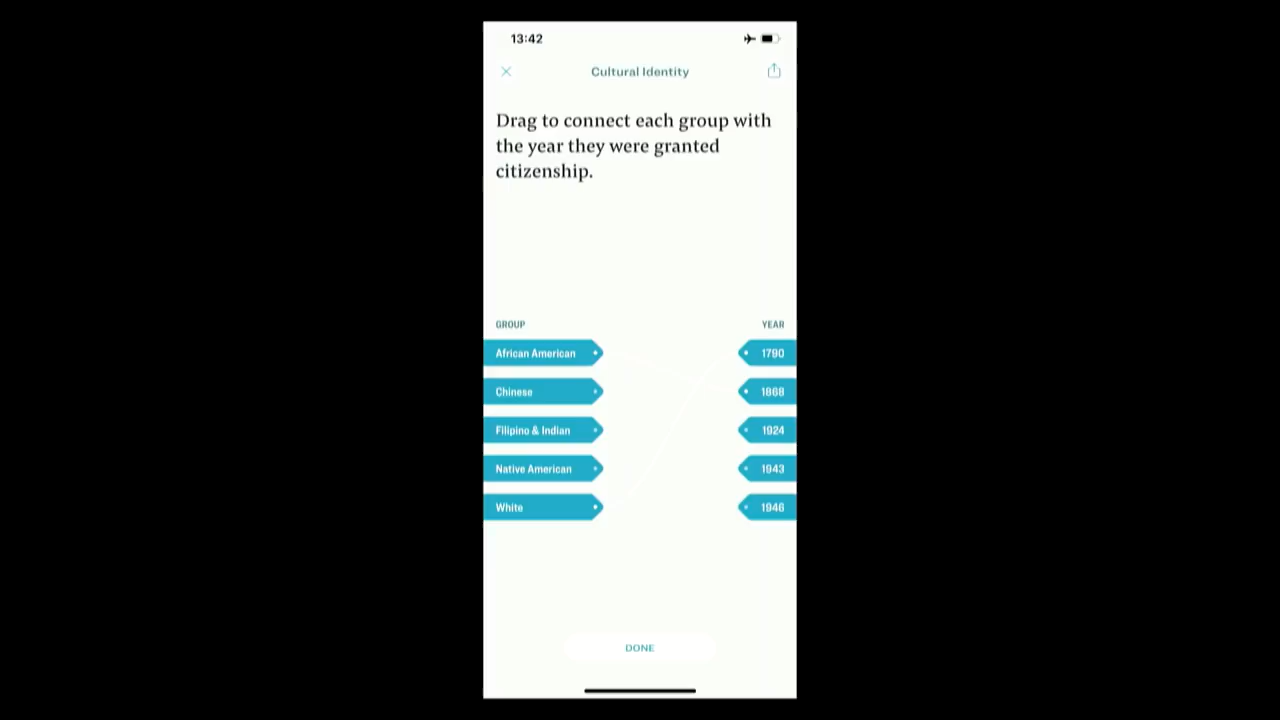 13:42
Cultural Identity
Drag to connect each group with
the year they were granted
citizenship.
GROUP YEAR
African American 1790
Chinese 1868
Filipino & Indian 1924
Native American 1943
White 1946
DONE